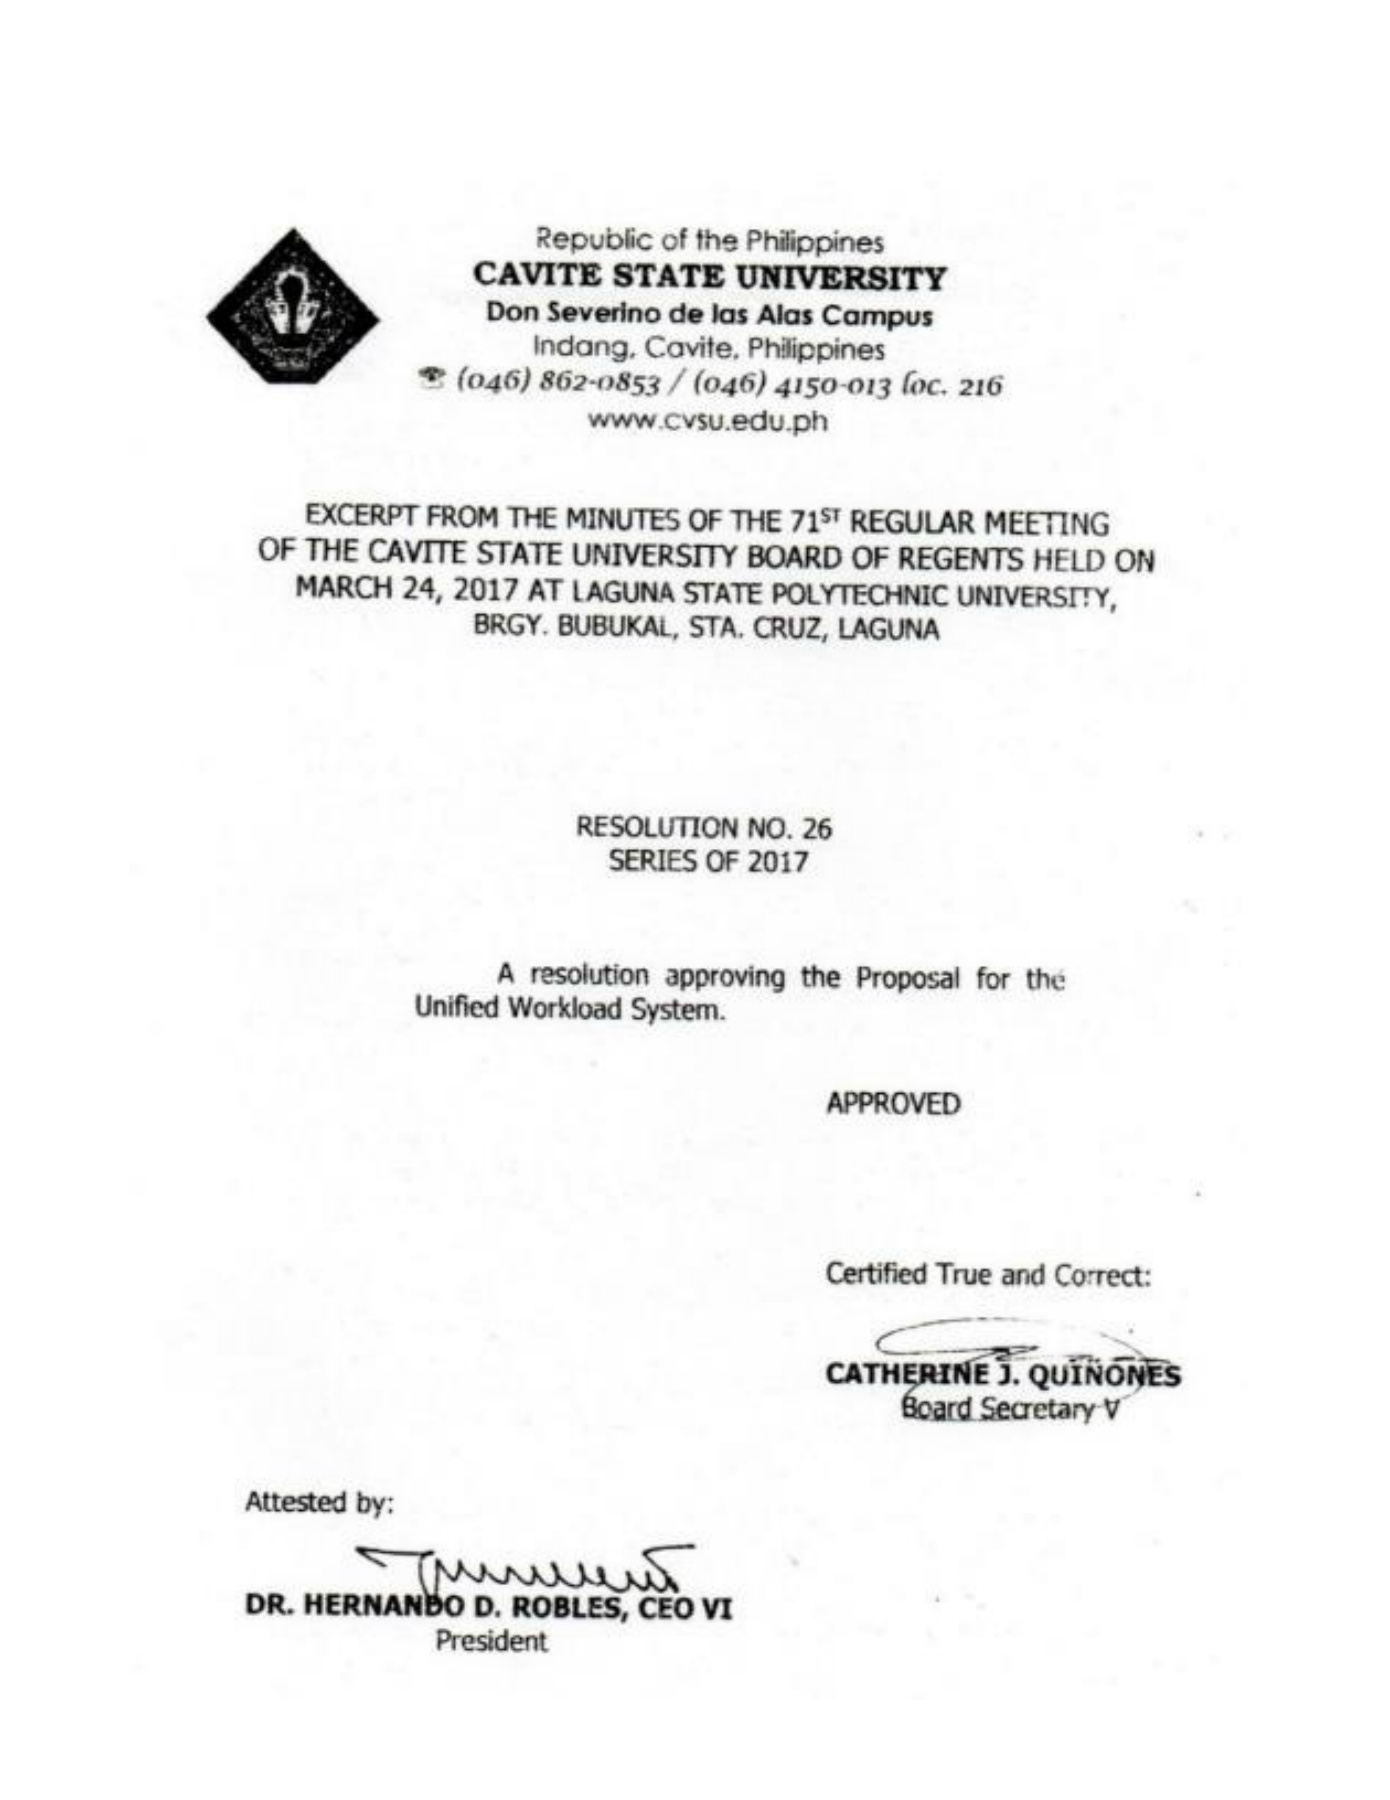 Republic of the Philippines
CAVITE STATE UNIVERSITY
Don Severino de las Alas Campus
Indang, Cavite, Philippines
☎ (046) 862-0853 / (046) 4150-013 loc. 216
www.cvsu.edu.ph
EXCERPT FROM THE MINUTES OF THE 71ST REGULAR MEETING
OF THE CAVITE STATE UNIVERSITY BOARD OF REGENTS HELD ON
MARCH 24, 2017 AT LAGUNA STATE POLYTECHNIC UNIVERSITY,
BRGY. BUBUKAL, STA. CRUZ, LAGUNA
RESOLUTION NO. 26
SERIES OF 2017
A resolution approving the Proposal for the
Unified Workload System.
APPROVED
Certified True and Correct:
CATHERINE J. QUIÑONES
Board Secretary V
Attested by:
DR. HERNANDO D. ROBLES, CEO VI
President